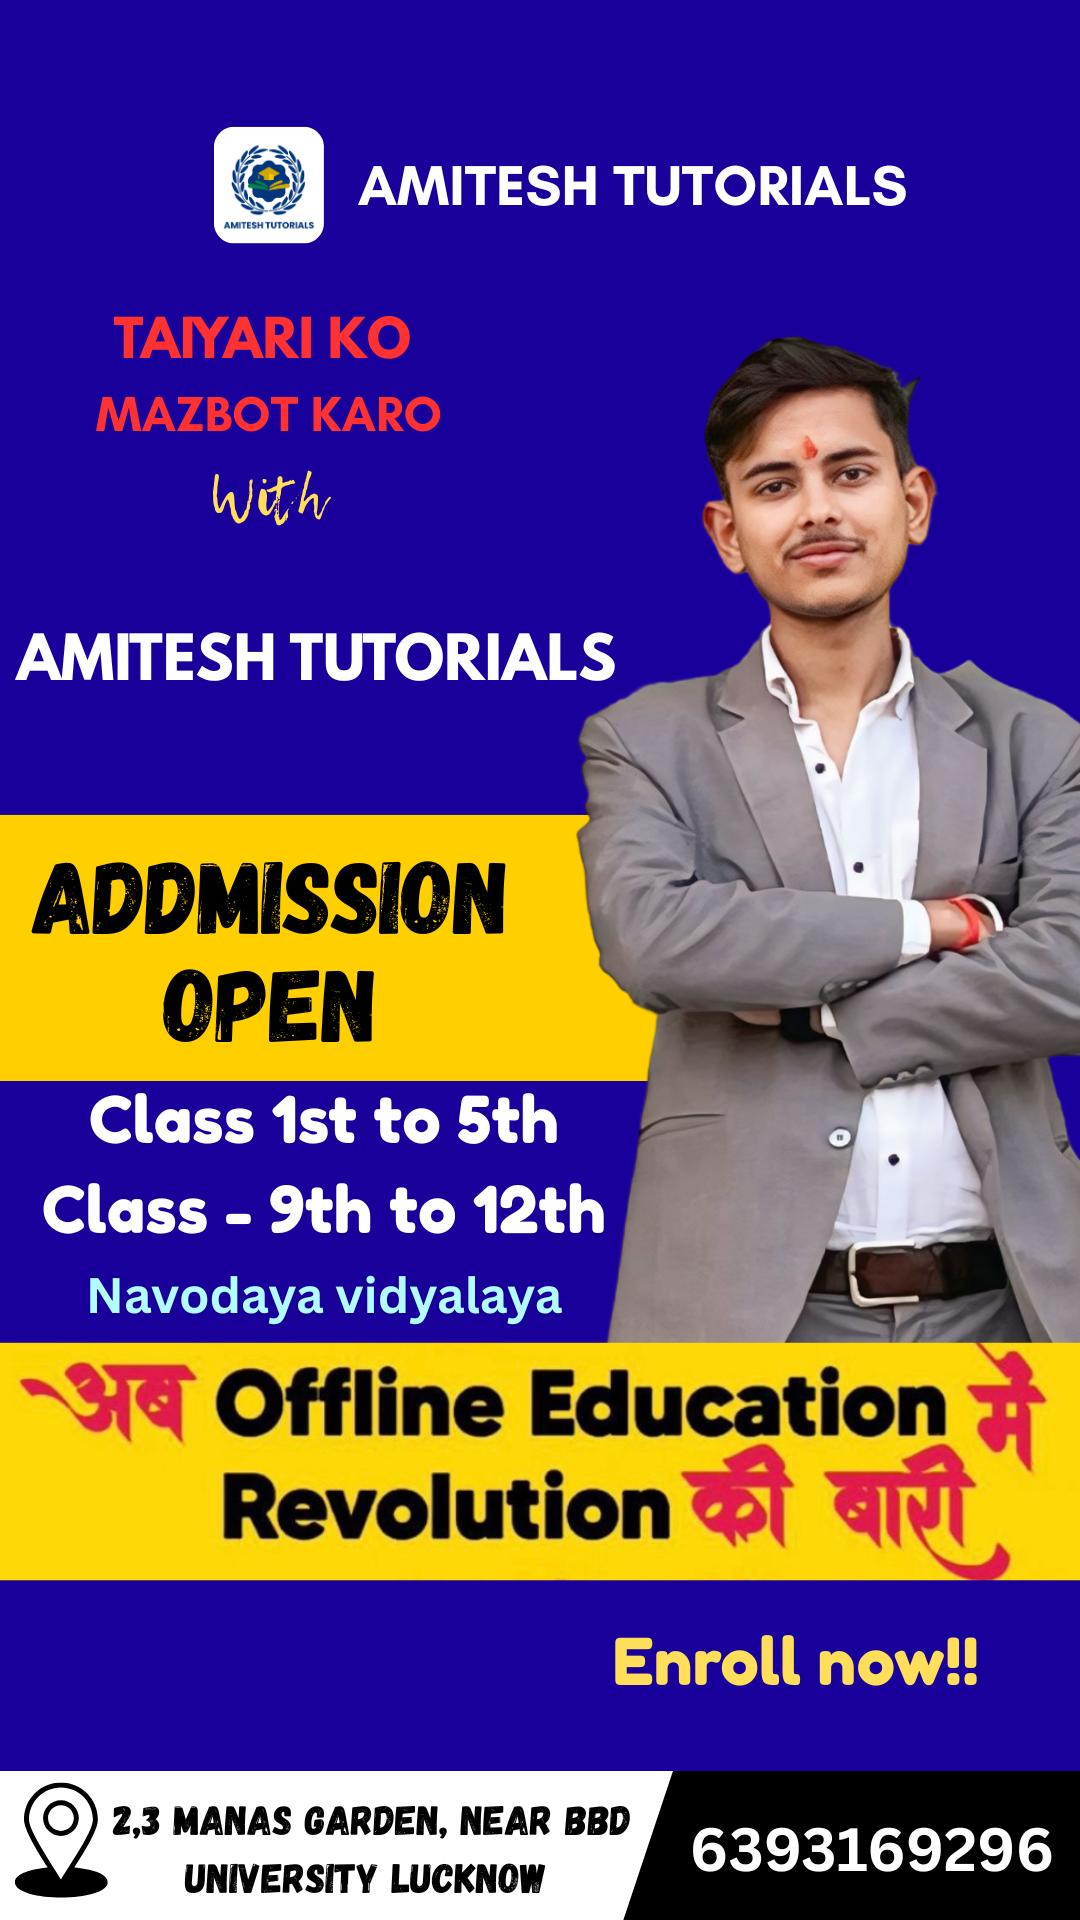 AMITESH TUTORIALS
AMITESH TUTORIALS
TAIYARI KO
MAZBOT KARO
With
AMITESH TUTORIALS
ADDMISSION
OPEN
Class 1st to 5th
Class - 9th to 12th
Navodaya vidyalaya
अब Offline Education में
Revolution की बारी
Enroll now!!
2,3 MANAS GARDEN, NEAR BBD
UNIVERSITY LUCKNOW
6393169296